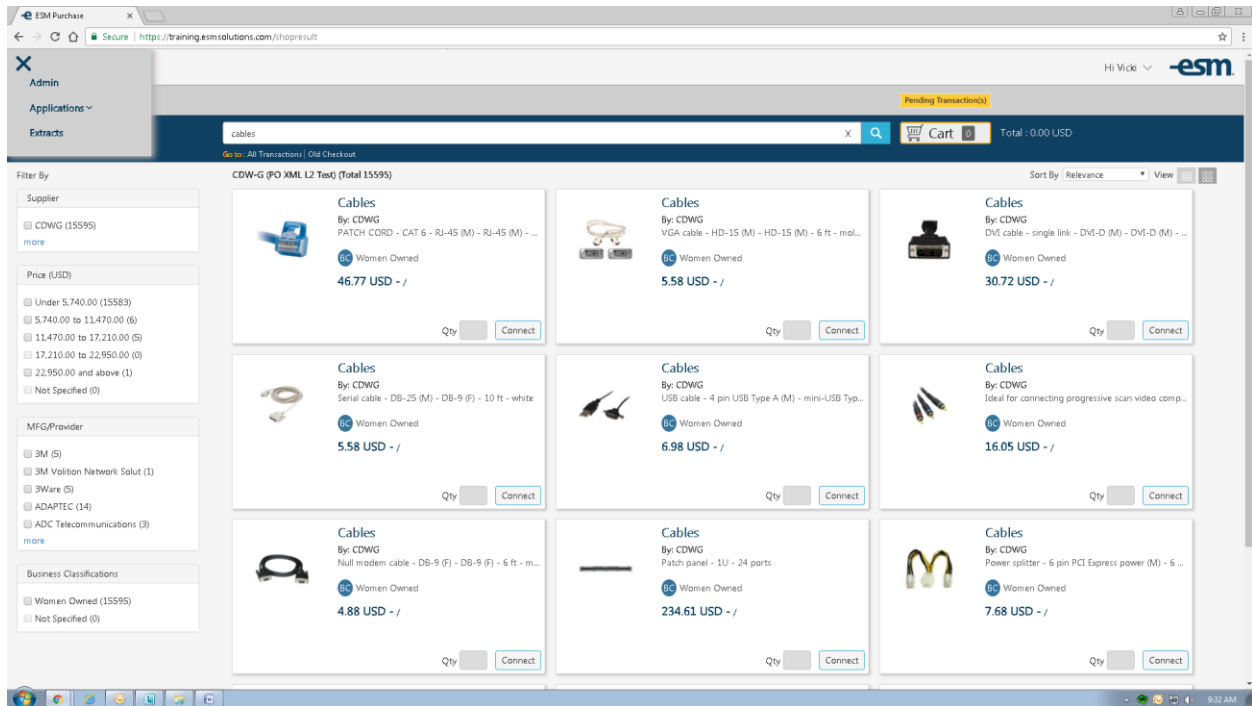 ESM Purchase
Secure | https://training.esmsolutions.com/shopresult
Admin
Applications
Extracts
Hi Vicki
esm
Pending Transaction(s)
cables X
Cart 0
Total : 0.00 USD
Go to : All Transactions | Old Checkout
Filter By
CDW-G (PO XML L2 Test) (Total 15595)
Sort By Relevance View
Supplier
CDWG (15595)
more
Price (USD)
Under 5,740.00 (15583)
5,740.00 to 11,470.00 (6)
11,470.00 to 17,210.00 (5)
17,210.00 to 22,950.00 (0)
22,950.00 and above (1)
Not Specified (0)
MFG/Provider
3M (5)
3M Volition Network Solut (1)
3Ware (5)
ADAPTEC (14)
ADC Telecommunications (3)
more
Business Classifications
Women Owned (15595)
Not Specified (0)
Cables
By: CDWG
PATCH CORD - CAT 6 - RJ-45 (M) - RJ-45 (M) - ...
BC Women Owned
46.77 USD - /
Qty Connect
Cables
By: CDWG
VGA cable - HD-15 (M) - HD-15 (M) - 6 ft - mol...
BC Women Owned
5.58 USD - /
Qty Connect
Cables
By: CDWG
DVI cable - single link - DVI-D (M) - DVI-D (M) - ...
BC Women Owned
30.72 USD - /
Qty Connect
Cables
By: CDWG
Serial cable - DB-25 (M) - DB-9 (F) - 10 ft - white
BC Women Owned
5.58 USD - /
Qty Connect
Cables
By: CDWG
USB cable - 4 pin USB Type A (M) - mini-USB Typ...
BC Women Owned
6.98 USD - /
Qty Connect
Cables
By: CDWG
Ideal for connecting progressive scan video comp...
BC Women Owned
16.05 USD - /
Qty Connect
Cables
By: CDWG
Null modem cable - DB-9 (F) - DB-9 (F) - 6 ft - m...
BC Women Owned
4.88 USD - /
Qty Connect
Cables
By: CDWG
Patch panel - 1U - 24 ports
BC Women Owned
234.61 USD - /
Qty Connect
Cables
By: CDWG
Power splitter - 6 pin PCI Express power (M) - 6 ...
BC Women Owned
7.68 USD - /
Qty Connect
9:32 AM